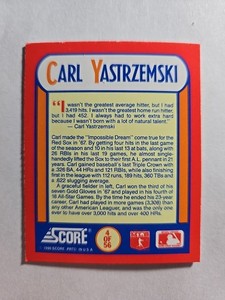 CARL YASTRZEMSKI
"I wasn't the greatest average hitter, but I had
3,419 hits. I wasn't the greatest home run hitter,
but I had 452. I always had to work extra hard
because I wasn't born with a lot of natural talent."
— Carl Yastrzemski
Carl made the "Impossible Dream" come true for the
Red Sox in '67. By getting four hits in the last game
of the season and 10 in his last 13 at bats, along with
26 RBIs in his last 19 games, he almost single-
handedly lifted the Sox to their first A.L. pennant in 21
years. Carl captured baseball's last Triple Crown with
a .326 BA, 44 HRs and 121 RBIs, while also finishing
first in the league with 112 runs, 189 hits, 360 TBs and
a .622 slugging average.
A graceful fielder in left, Carl won the third of his
seven Gold Gloves in '67 and played in his fourth of
18 All-Star Games. By the time he ended his 23-year
career, Carl had played in more games (3,308) than
any other American Leaguer, and was the only one
ever to have over 3,000 hits and over 400 HRs.
SCORE
4
OF
56